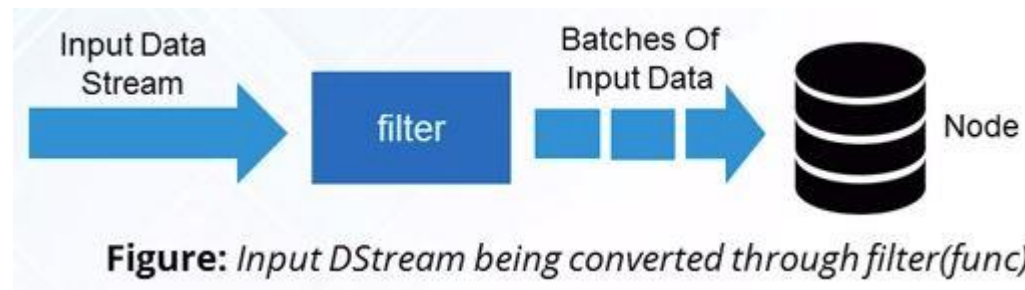 Input Data
Stream
filter
Batches Of
Input Data
Node
Figure: Input DStream being converted through filter(func)